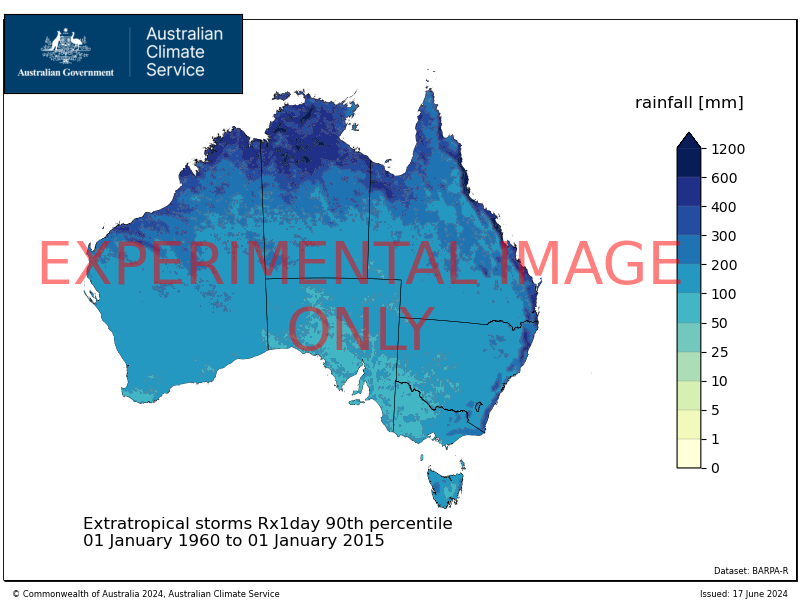 Australian
Climate
Service
Australian Government
rainfall [mm]
1200
600
400
300
200
100
50
25
10
5
1
0
EXPERIMENTAL IMAGE
ONLY
Extratropical storms Rx1day 90th percentile
01 January 1960 to 01 January 2015
Dataset: BARPA-R
© Commonwealth of Australia 2024, Australian Climate Service
Issued: 17 June 2024